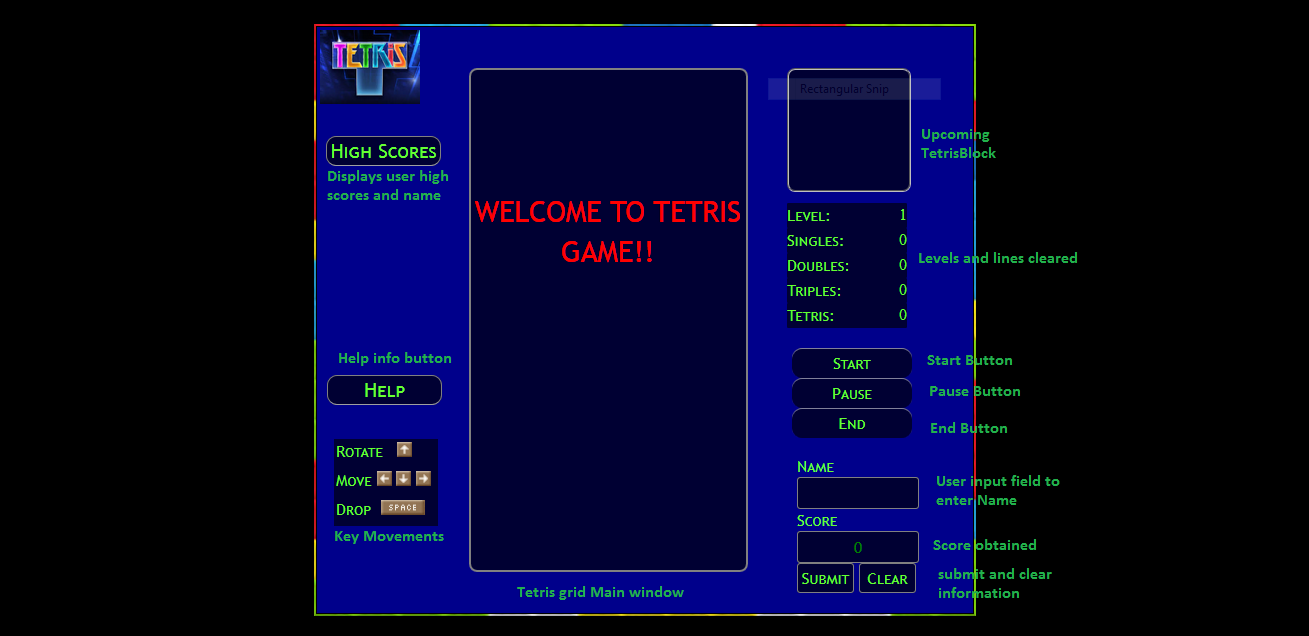 TETRiS
High Scores
Displays user high
scores and name
Help info button
Help
Rotate
Move
Drop SPACE
Key Movements
WELCOME TO TETRIS
GAME!!
Tetris grid Main window
Rectangular Snip
Upcoming
TetrisBlock
Level: 1
Singles: 0
Doubles: 0
Triples: 0
Tetris: 0
Levels and lines cleared
Start
Start Button
Pause
Pause Button
End
End Button
Name
User input field to
enter Name
Score
0
Score obtained
Submit Clear
submit and clear
information